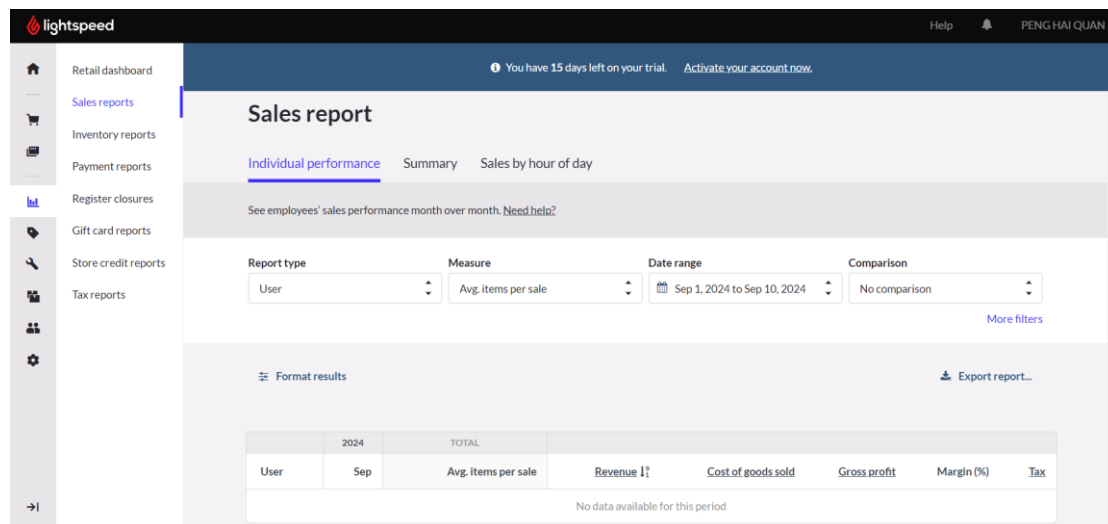 lightspeed
Help
PENG HAI QUAN
Retail dashboard
Sales reports
Inventory reports
Payment reports
Register closures
Gift card reports
Store credit reports
Tax reports
You have 15 days left on your trial. Activate your account now.
Sales report
Individual performance Summary Sales by hour of day
See employees' sales performance month over month. Need help?
Report type Measure Date range Comparison
User Avg. items per sale Sep 1, 2024 to Sep 10, 2024 No comparison
More filters
Format results Export report...
2024 TOTAL
User Sep Avg. items per sale Revenue Cost of goods sold Gross profit Margin (%) Tax
No data available for this period